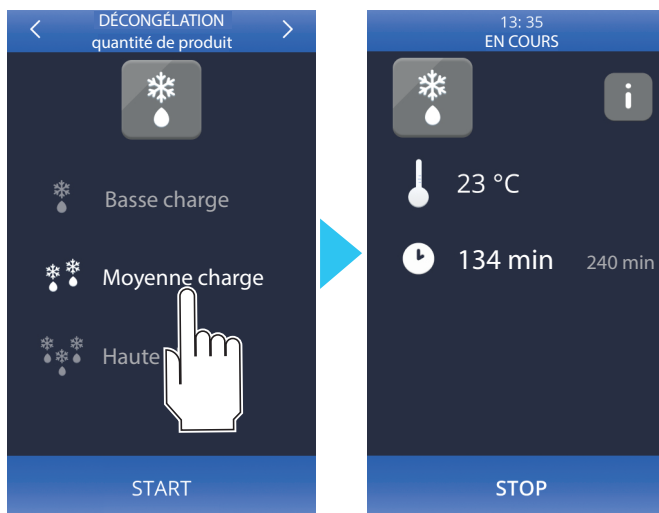 DÉCONGÉLATION
quantité de produit
Basse charge
Moyenne charge
Haute
START
13: 35
EN COURS
i
23 °C
134 min 240 min
STOP